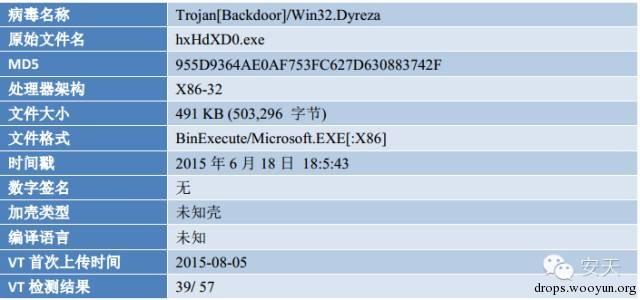 病毒名称 Trojan[Backdoor]/Win32.Dyreza
原始文件名 hxHdXD0.exe
MD5 955D9364AE0AF753FC627D630883742F
处理器架构 X86-32
文件大小 491 KB (503,296 字节)
文件格式 BinExecute/Microsoft.EXE[:X86]
时间戳 2015 年 6 月 18 日 18:5:43
数字签名 无
加壳类型 未知壳
编译语言 未知
VT 首次上传时间 2015-08-05
VT 检测结果 39/ 57
安天
drops.wooyun.org